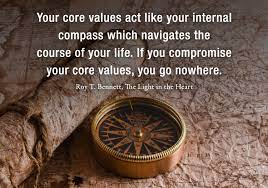 Your core values act like your internal
compass which navigates the
course of your life. If you compromise
your core values, you go nowhere.
Roy T. Bennett, The Light in the Heart